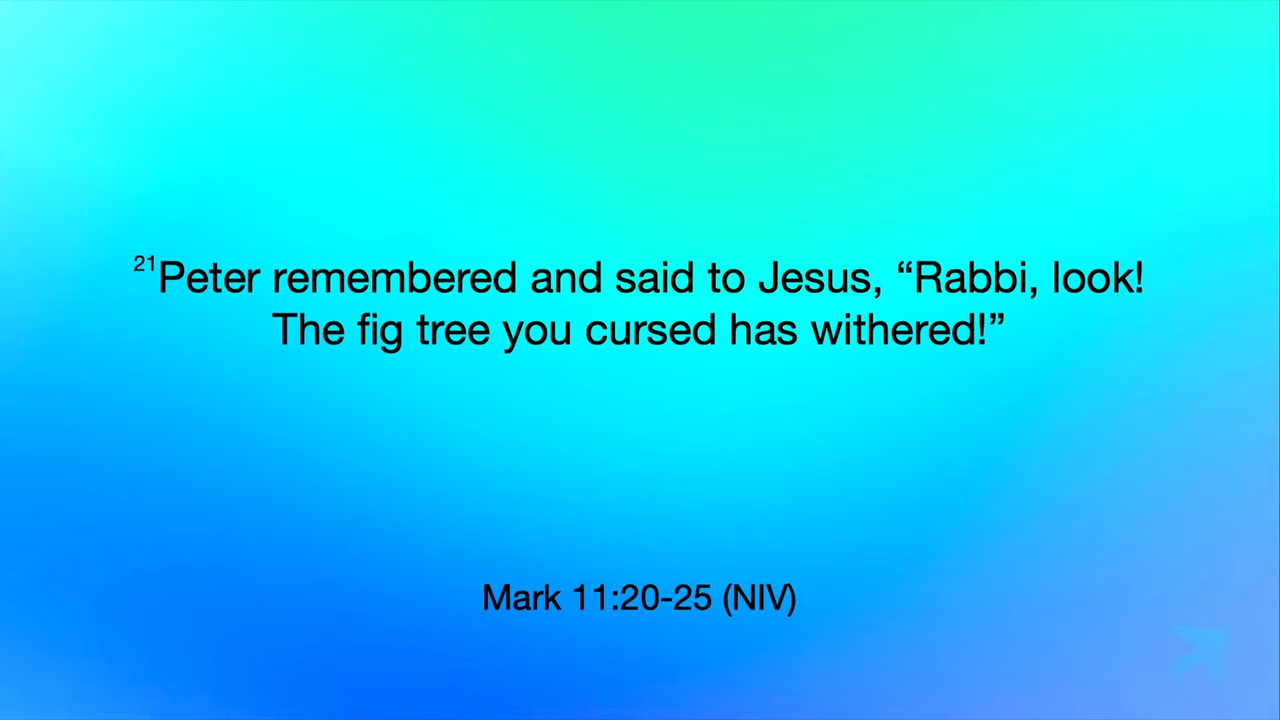 ²¹Peter remembered and said to Jesus, “Rabbi, look!
The fig tree you cursed has withered!”
Mark 11:20-25 (NIV)